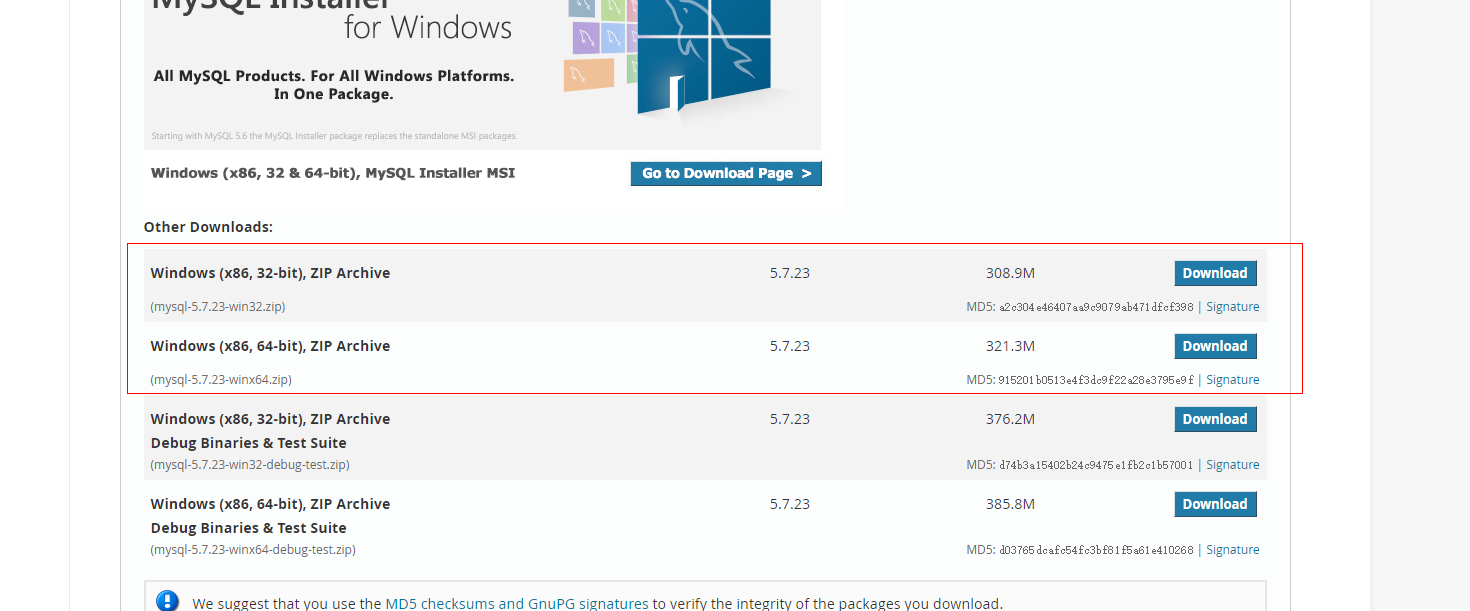 MySQL Installer
for Windows
All MySQL Products. For All Windows Platforms.
In One Package.
Starting with MySQL 5.6 the MySQL Installer package replaces the standalone MSI packages.
Windows (x86, 32 & 64-bit), MySQL Installer MSI
Go to Download Page >
Other Downloads:
Windows (x86, 32-bit), ZIP Archive 5.7.23 308.9M Download
(mysql-5.7.23-win32.zip) MD5: a2c304e46407aa9c9079ab471dfcf398 | Signature
Windows (x86, 64-bit), ZIP Archive 5.7.23 321.3M Download
(mysql-5.7.23-winx64.zip) MD5: 915201b0513e4f3dc9f22a28e3795e9f | Signature
Windows (x86, 32-bit), ZIP Archive 5.7.23 376.2M Download
Debug Binaries & Test Suite
(mysql-5.7.23-win32-debug-test.zip) MD5: d74b3a15402b24c9475e1fb2c1b57001 | Signature
Windows (x86, 64-bit), ZIP Archive 5.7.23 385.8M Download
Debug Binaries & Test Suite
(mysql-5.7.23-winx64-debug-test.zip) MD5: d03765dcafc54fc3bf81f5a61e410268 | Signature
We suggest that you use the MD5 checksums and GnuPG signatures to verify the integrity of the packages you download.